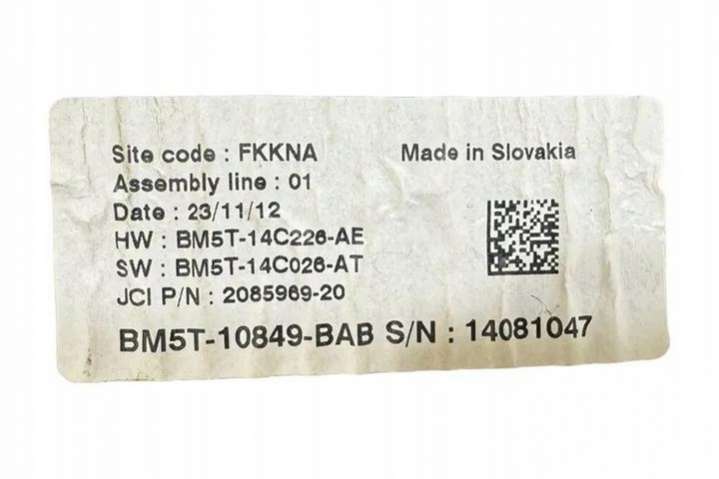 Site code : FKKNA Made in Slovakia
Assembly line : 01
Date : 23/11/12
HW : BM5T-14C226-AE
SW : BM5T-14C026-AT
JCI P/N : 2085969-20
BM5T-10849-BAB S/N : 14081047